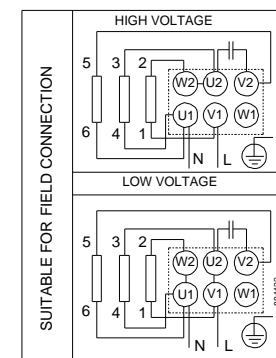 SUITABLE FOR FIELD CONNECTION
HIGH VOLTAGE
5 3 2
W2 U2 V2
U1 V1 W1
6 4 1
N L
LOW VOLTAGE
5 3 2
W2 U2 V2
U1 V1 W1
6 4 1
N L